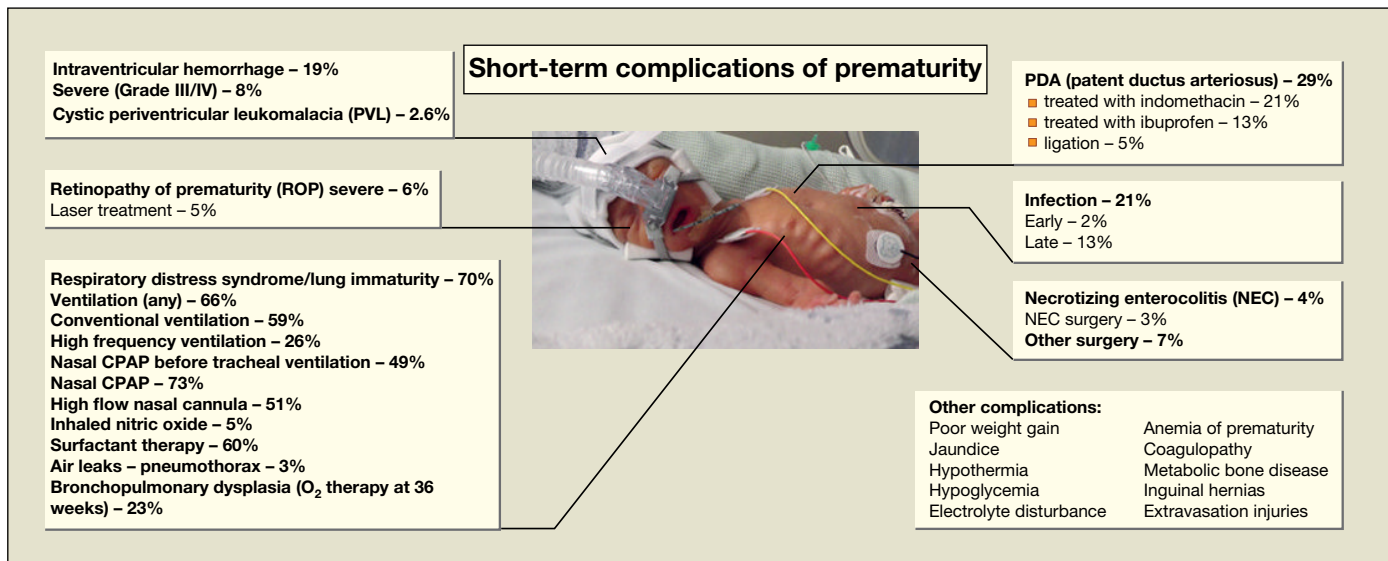 Short-term complications of prematurity
Intraventricular hemorrhage – 19%
Severe (Grade III/IV) – 8%
Cystic periventricular leukomalacia (PVL) – 2.6%
Retinopathy of prematurity (ROP) severe – 6%
Laser treatment – 5%
Respiratory distress syndrome/lung immaturity – 70%
Ventilation (any) – 66%
Conventional ventilation – 59%
High frequency ventilation – 26%
Nasal CPAP before tracheal ventilation – 49%
Nasal CPAP – 73%
High flow nasal cannula – 51%
Inhaled nitric oxide – 5%
Surfactant therapy – 60%
Air leaks – pneumothorax – 3%
Bronchopulmonary dysplasia (O₂ therapy at 36
weeks) – 23%
PDA (patent ductus arteriosus) – 29%
treated with indomethacin – 21%
treated with ibuprofen – 13%
ligation – 5%
Infection – 21%
Early – 2%
Late – 13%
Necrotizing enterocolitis (NEC) – 4%
NEC surgery – 3%
Other surgery – 7%
Other complications:
Poor weight gain
Jaundice
Hypothermia
Hypoglycemia
Electrolyte disturbance
Anemia of prematurity
Coagulopathy
Metabolic bone disease
Inguinal hernias
Extravasation injuries